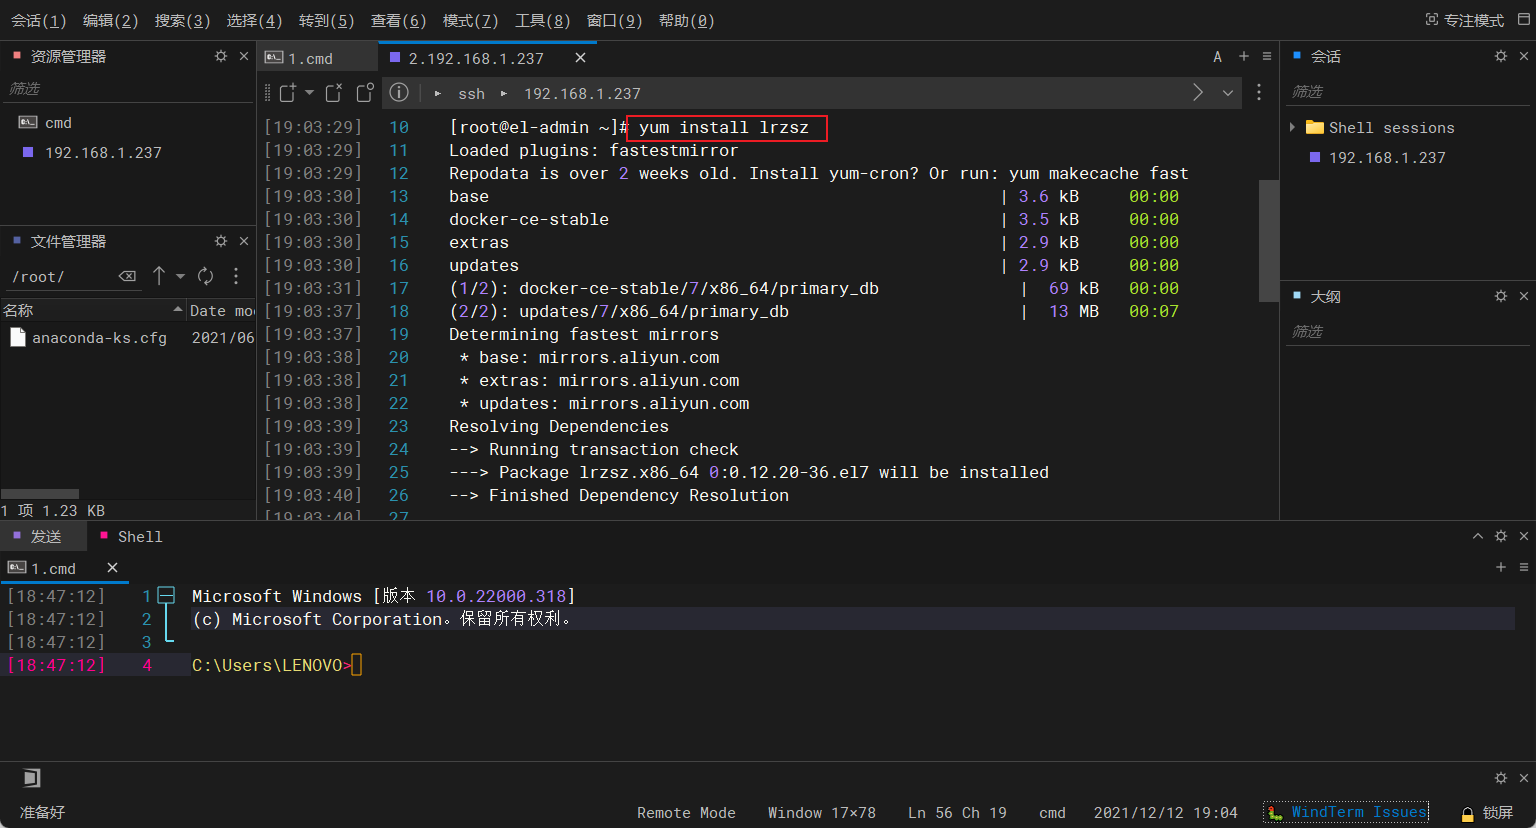 会话(1) 编辑(2) 搜索(3) 选择(4) 转到(5) 查看(6) 模式(7) 工具(8) 窗口(9) 帮助(0) 专注模式
资源管理器
筛选
cmd
192.168.1.237
文件管理器
/root/
名称 Date mo
anaconda-ks.cfg 2021/06
1 项 1.23 KB
1.cmd 2.192.168.1.237 A
ssh 192.168.1.237
[19:03:29] 10 [root@el-admin ~]# yum install lrzsz
[19:03:29] 11 Loaded plugins: fastestmirror
[19:03:29] 12 Repodata is over 2 weeks old. Install yum-cron? Or run: yum makecache fast
[19:03:30] 13 base | 3.6 kB 00:00
[19:03:30] 14 docker-ce-stable | 3.5 kB 00:00
[19:03:30] 15 extras | 2.9 kB 00:00
[19:03:30] 16 updates | 2.9 kB 00:00
[19:03:31] 17 (1/2): docker-ce-stable/7/x86_64/primary_db | 69 kB 00:00
[19:03:37] 18 (2/2): updates/7/x86_64/primary_db | 13 MB 00:07
[19:03:37] 19 Determining fastest mirrors
[19:03:38] 20 * base: mirrors.aliyun.com
[19:03:38] 21 * extras: mirrors.aliyun.com
[19:03:38] 22 * updates: mirrors.aliyun.com
[19:03:39] 23 Resolving Dependencies
[19:03:39] 24 --> Running transaction check
[19:03:39] 25 ---> Package lrzsz.x86_64 0:0.12.20-36.el7 will be installed
[19:03:40] 26 --> Finished Dependency Resolution
[19:03:40] 27
会话
筛选
Shell sessions
192.168.1.237
大纲
筛选
发送 Shell
1.cmd
[18:47:12] 1 Microsoft Windows [版本 10.0.22000.318]
[18:47:12] 2 (c) Microsoft Corporation。保留所有权利。
[18:47:12] 3
[18:47:12] 4 C:\Users\LENOVO>
准备好 Remote Mode Window 17×78 Ln 56 Ch 19 cmd 2021/12/12 19:04 WindTerm Issues 锁屏